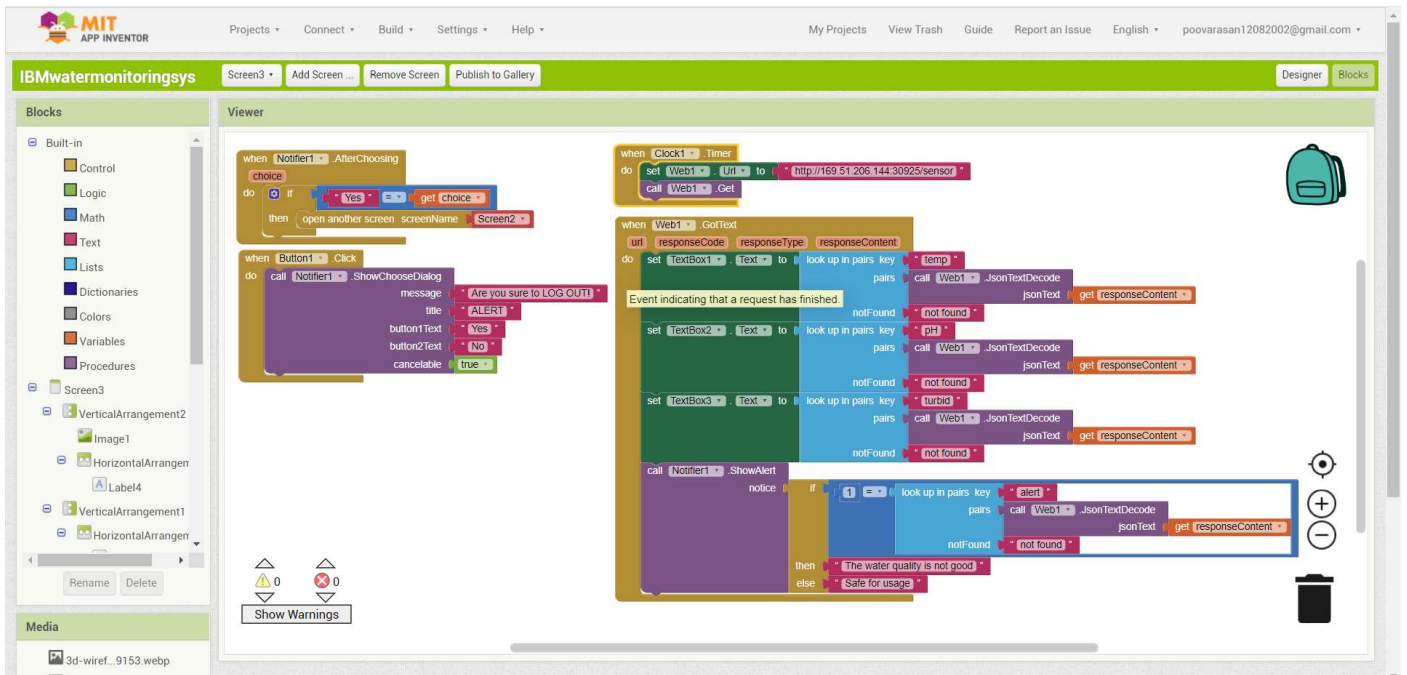 MIT
APP INVENTOR
Projects Connect Build Settings Help My Projects View Trash Guide Report an Issue English poovarasan12082002@gmail.com
IBMwatermonitoringsys Screen3 Add Screen ... Remove Screen Publish to Gallery Designer Blocks
Blocks
Built-in
Control
Logic
Math
Text
Lists
Dictionaries
Colors
Variables
Procedures
Screen3
VerticalArrangement2
Image1
HorizontalArrangem
Label4
VerticalArrangement1
HorizontalArrangem
Rename Delete
Media
3d-wiref...9153.webp
Viewer
when Notifier1 .AfterChoosing
choice
do if " Yes " = get choice
then open another screen screenName Screen2
when Button1 .Click
do call Notifier1 .ShowChooseDialog
message " Are you sure to LOG OUT! "
title " ALERT "
button1Text " Yes "
button2Text " No "
cancelable true
when Clock1 .Timer
do set Web1 . Url to " http://169.51.206.144:30925/sensor "
call Web1 .Get
when Web1 .GotText
url responseCode responseType responseContent
do set TextBox1 . Text to look up in pairs key " temp "
pairs call Web1 .JsonTextDecode
jsonText get responseContent
Event indicating that a request has finished.
notFound " not found "
set TextBox2 . Text to look up in pairs key " pH "
pairs call Web1 .JsonTextDecode
jsonText get responseContent
notFound " not found "
set TextBox3 . Text to look up in pairs key " turbid "
pairs call Web1 .JsonTextDecode
jsonText get responseContent
notFound " not found "
call Notifier1 .ShowAlert
notice if 1 = look up in pairs key " alert "
pairs call Web1 .JsonTextDecode
jsonText get responseContent
notFound " not found "
then " The water quality is not good "
else " Safe for usage "
0 0
Show Warnings